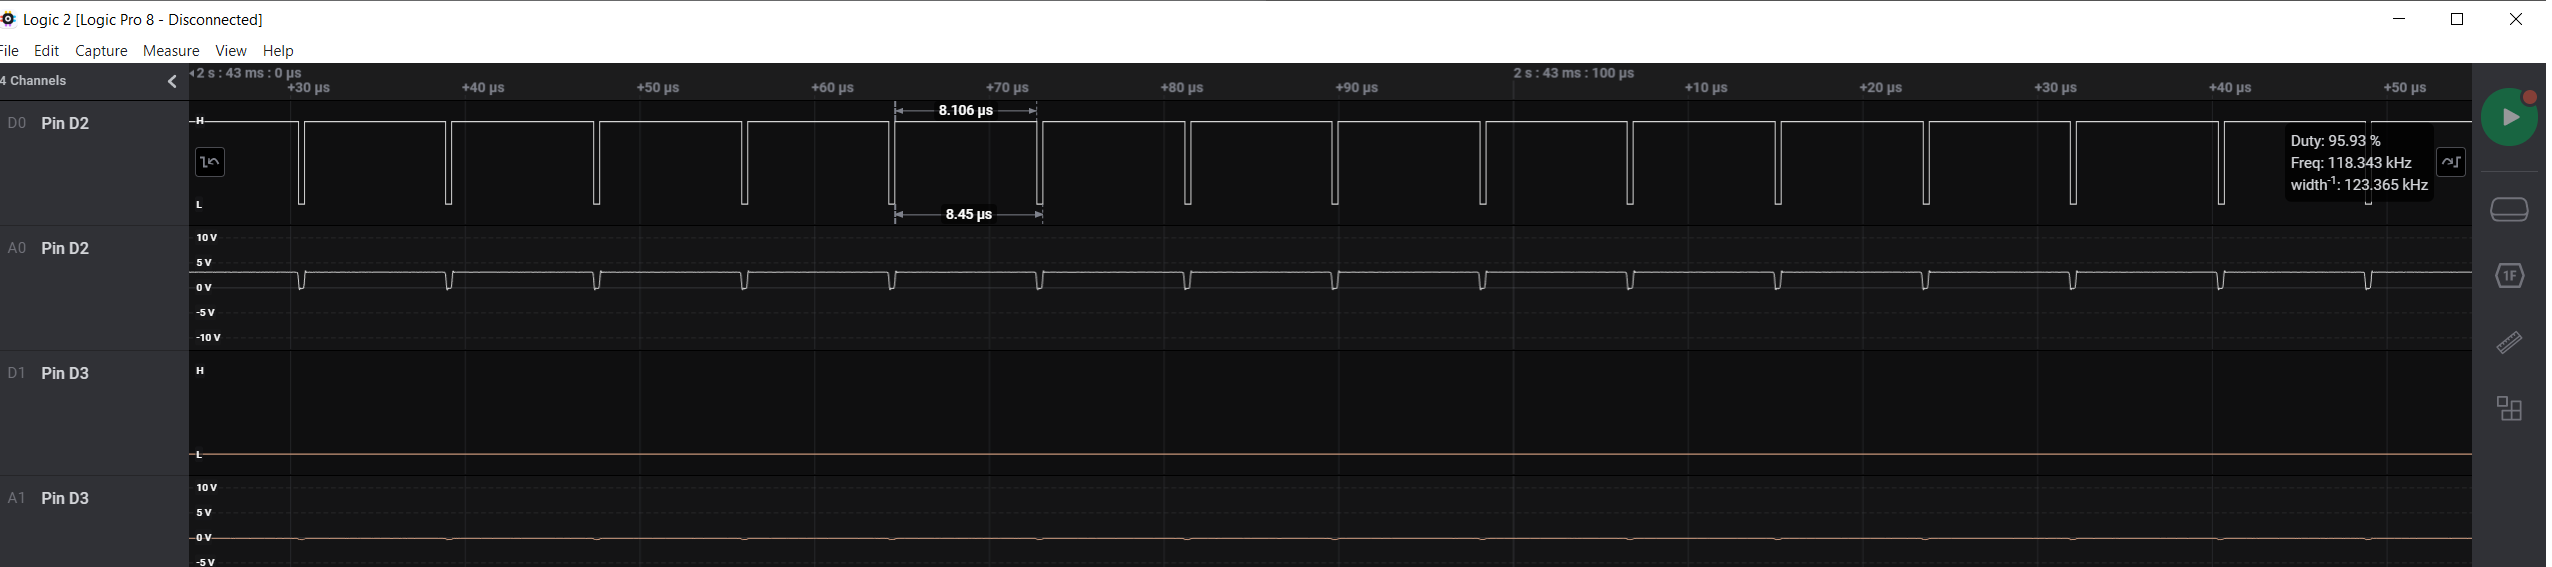 Logic 2 [Logic Pro 8 - Disconnected]
File Edit Capture Measure View Help
4 Channels
2 s : 43 ms : 0 µs
2 s : 43 ms : 100 µs
+30 µs +40 µs +50 µs +60 µs +70 µs +80 µs +90 µs +10 µs +20 µs +30 µs +40 µs +50 µs
D0 Pin D2
H
8.106 µs
Duty: 95.93 %
Freq: 118.343 kHz
width-1: 123.365 kHz
L
8.45 µs
A0 Pin D2
10 V
5 V
0 V
-5 V
-10 V
1F
D1 Pin D3
H
L
A1 Pin D3
10 V
5 V
0 V
-5 V